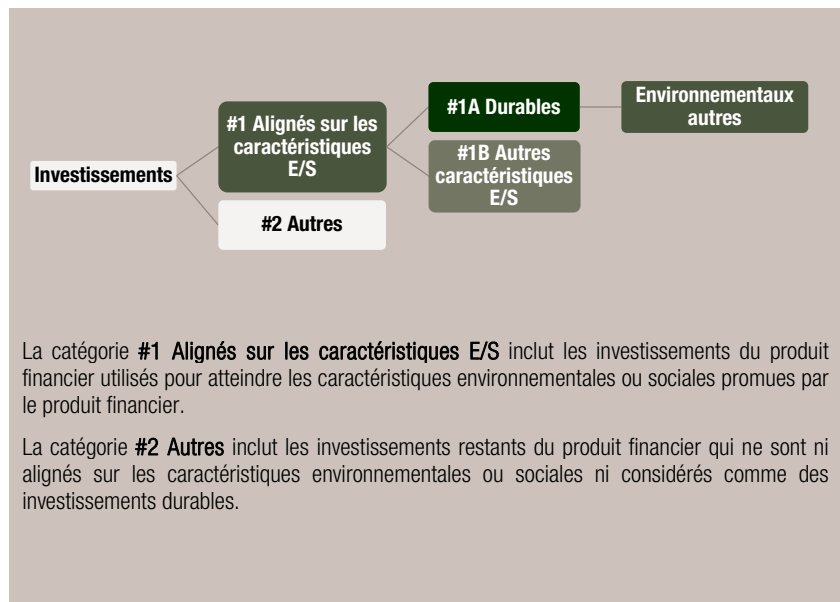 Investissements
#1 Alignés sur les
caractéristiques
E/S
#2 Autres
#1A Durables
#1B Autres
caractéristiques
E/S
Environnementaux
autres
La catégorie #1 Alignés sur les caractéristiques E/S inclut les investissements du produit
financier utilisés pour atteindre les caractéristiques environnementales ou sociales promues par
le produit financier.
La catégorie #2 Autres inclut les investissements restants du produit financier qui ne sont ni
alignés sur les caractéristiques environnementales ou sociales ni considérés comme des
investissements durables.